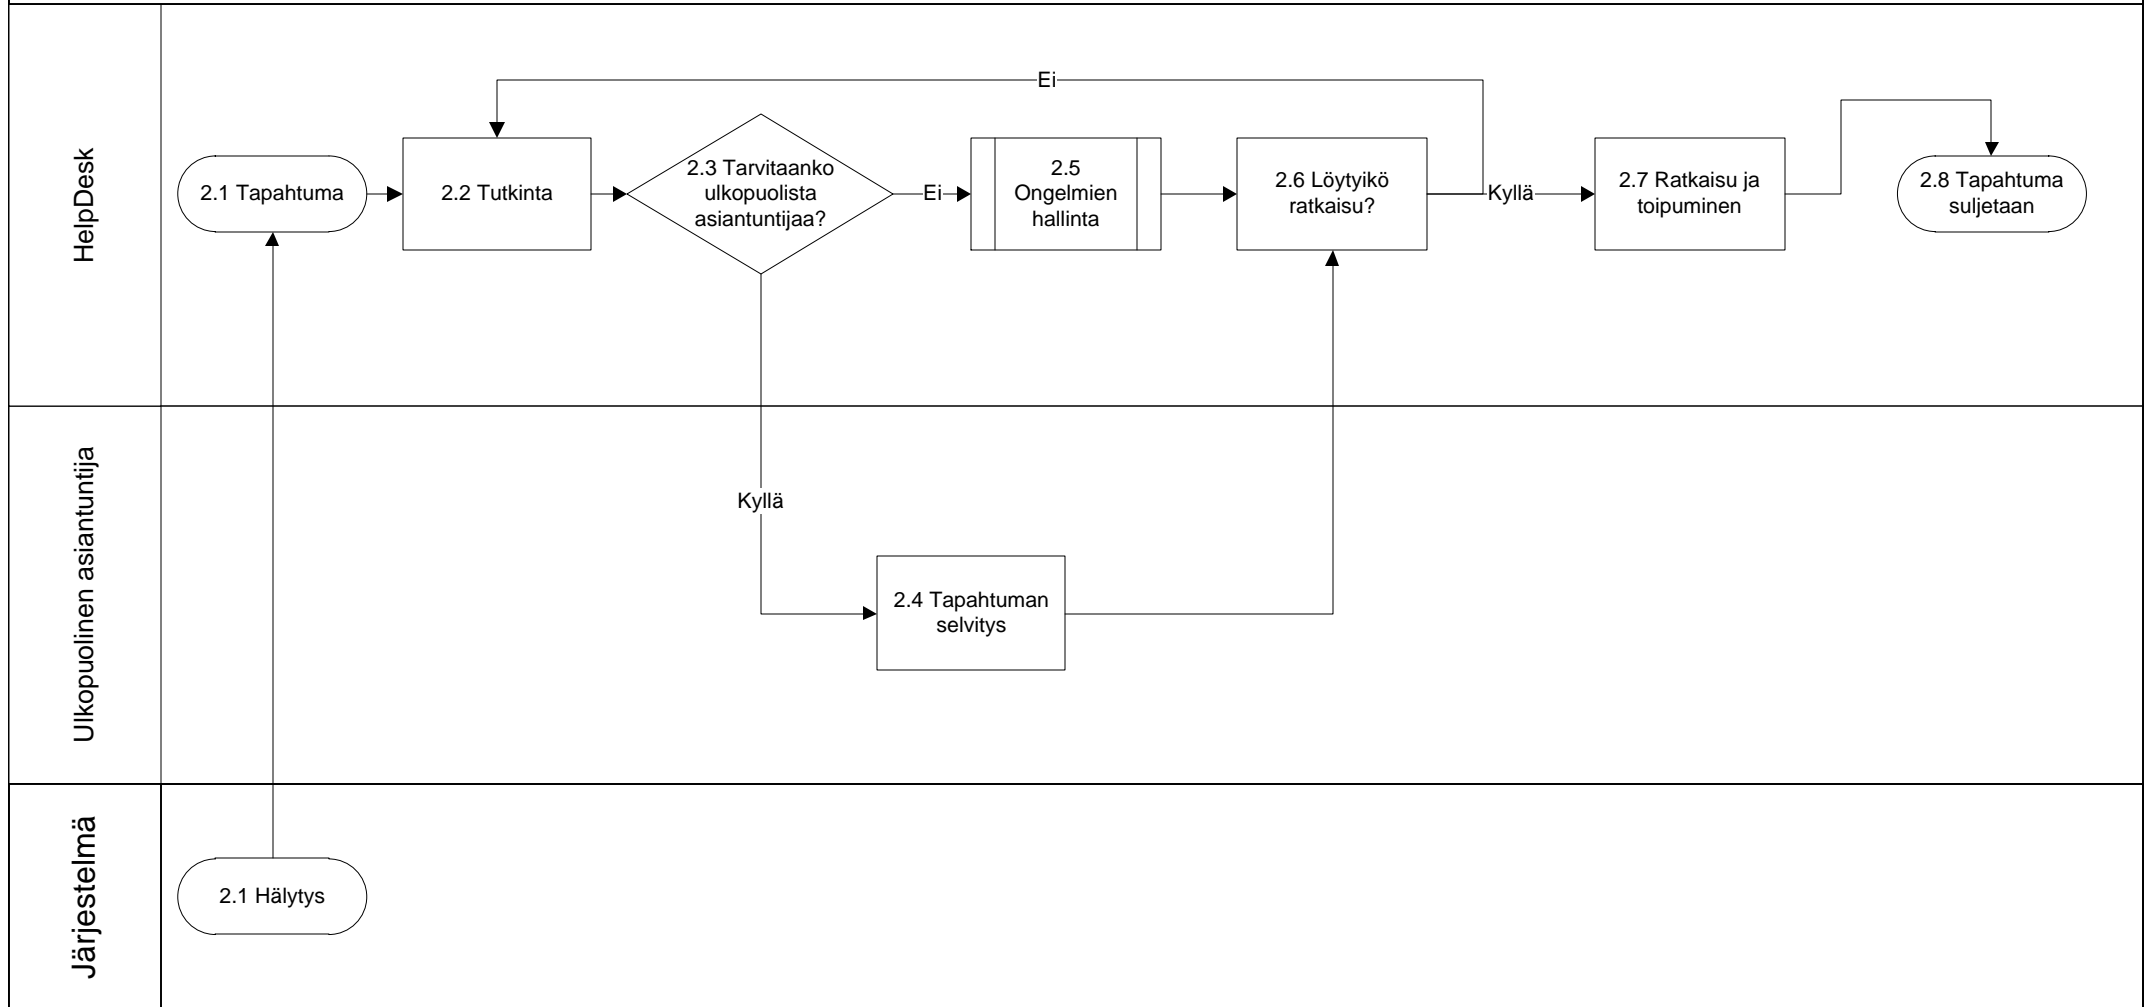 HelpDesk
Ei
2.1 Tapahtuma
2.2 Tutkinta
2.3 Tarvitaanko
ulkopuolista
asiantuntijaa?
Ei
2.5
Ongelmien
hallinta
2.6 Löytyikö
ratkaisu?
Kyllä
2.7 Ratkaisu ja
toipuminen
2.8 Tapahtuma
suljetaan
Ulkopuolinen asiantuntija
Kyllä
2.4 Tapahtuman
selvitys
Järjestelmä
2.1 Hälytys